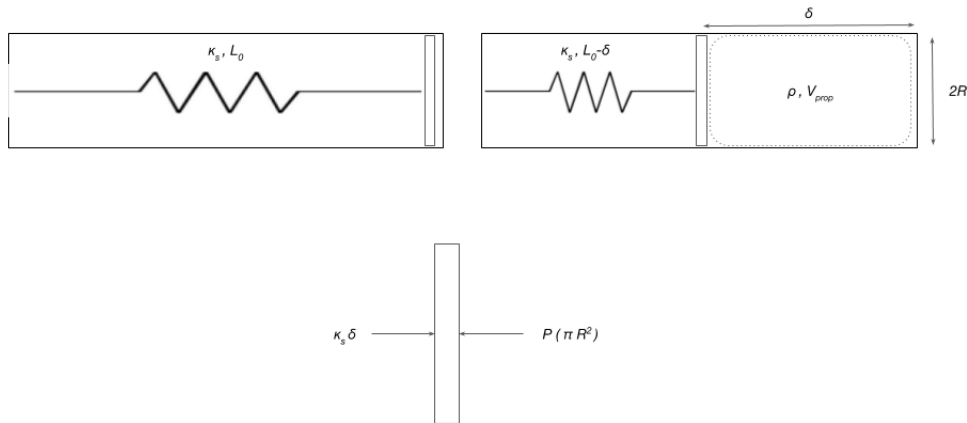 κₛ , L₀
κₛ , L₀-δ
δ
ρ , Vₚᵣₒₚ
2R
κₛ δ
P ( π R² )